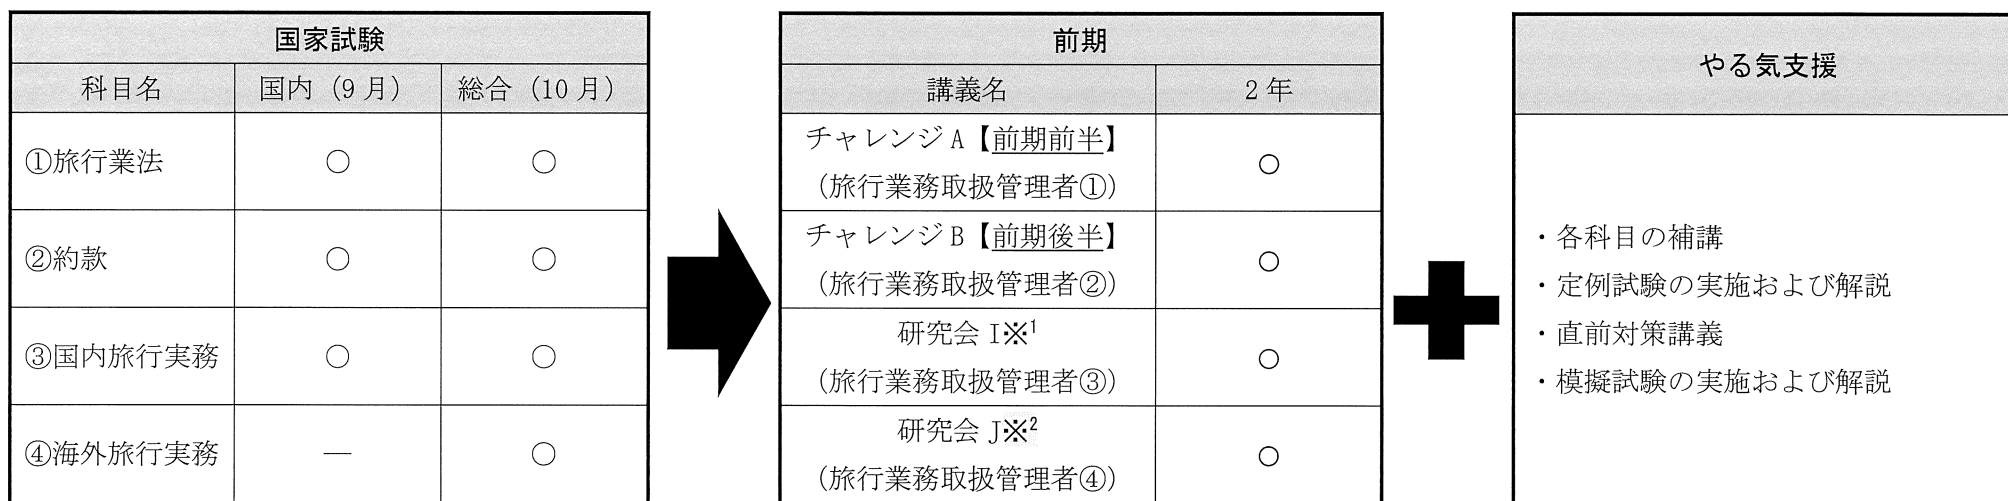 国家試験
科目名 国内（9月） 総合（10月）
①旅行業法 ○ ○
②約款 ○ ○
③国内旅行実務 ○ ○
④海外旅行実務 ― ○
前期
講義名 2年
チャレンジA【前期前半】
（旅行業務取扱管理者①） ○
チャレンジB【前期後半】
（旅行業務取扱管理者②） ○
研究会I※1
（旅行業務取扱管理者③） ○
研究会J※2
（旅行業務取扱管理者④） ○
やる気支援
・各科目の補講
・定例試験の実施および解説
・直前対策講義
・模擬試験の実施および解説